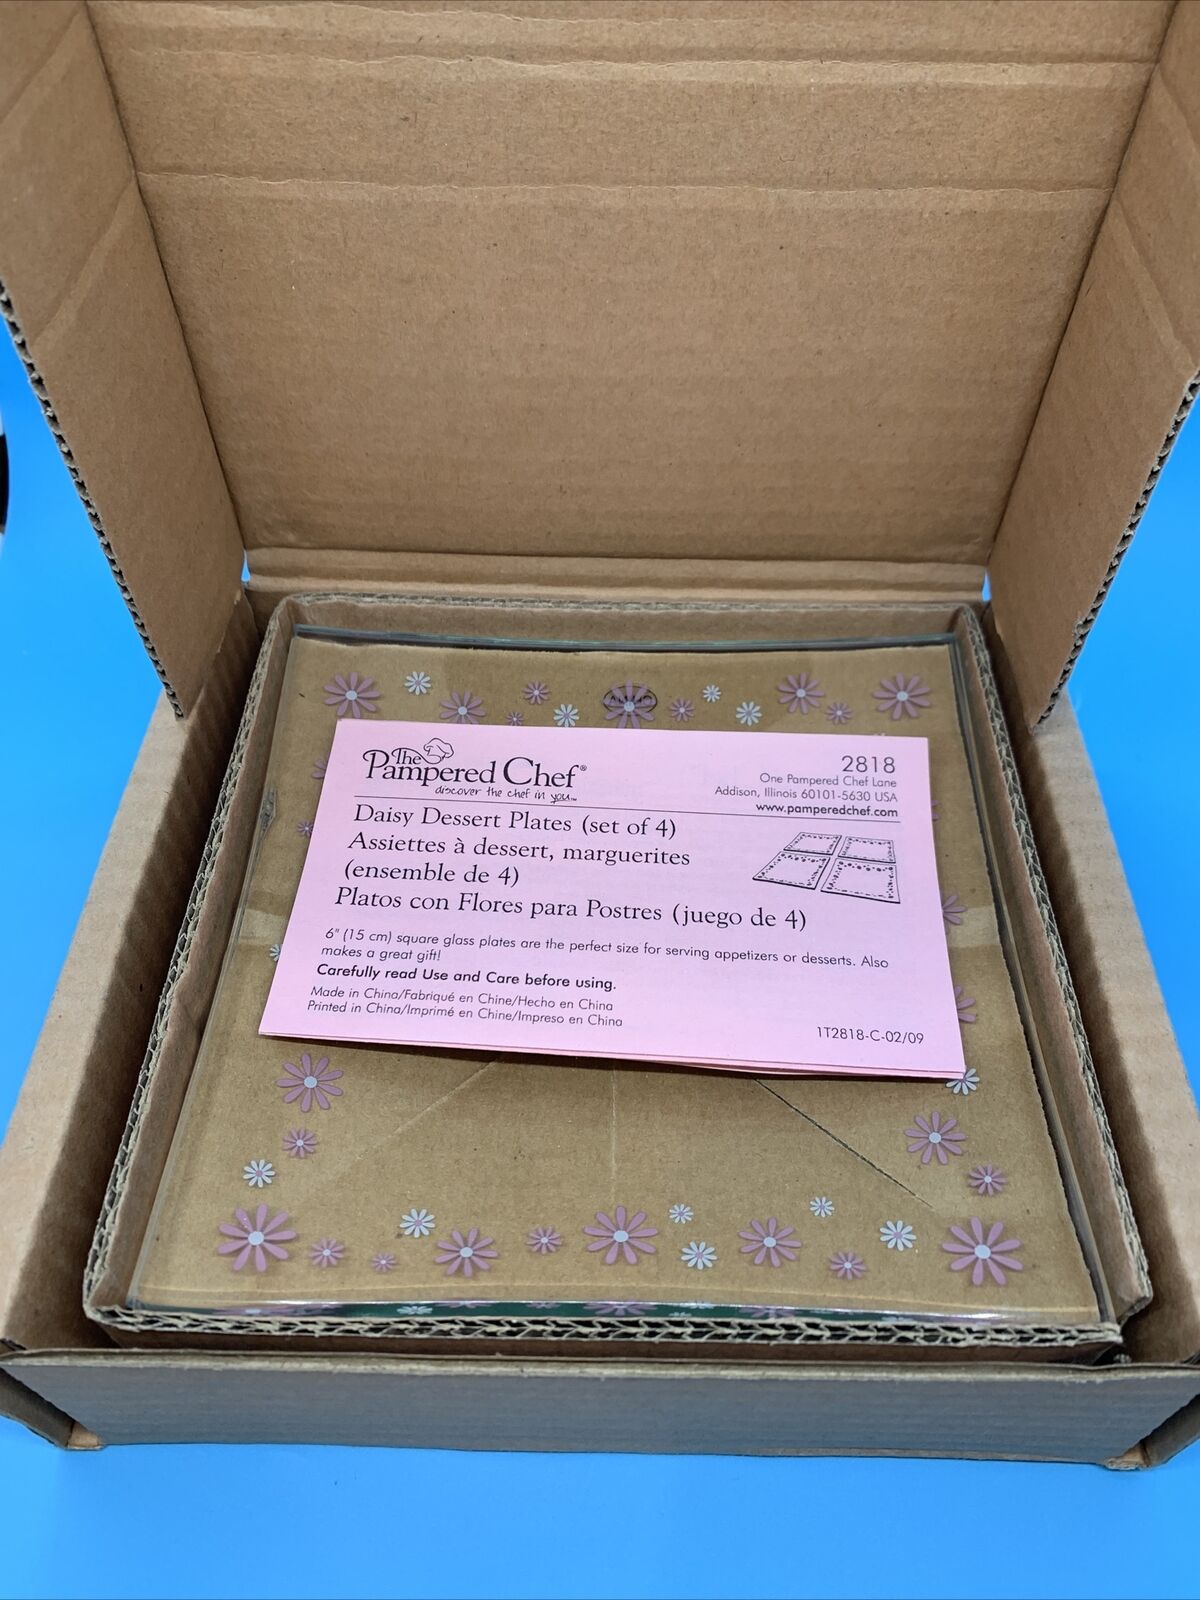 The
Pampered Chef®
discover the chef in you™
2818
One Pampered Chef Lane
Addison, Illinois 60101-5630 USA
www.pamperedchef.com
Daisy Dessert Plates (set of 4)
Assiettes à dessert, marguerites
(ensemble de 4)
Platos con Flores para Postres (juego de 4)
6" (15 cm) square glass plates are the perfect size for serving appetizers or desserts. Also
makes a great gift!
Carefully read Use and Care before using.
Made in China/Fabriqué en Chine/Hecho en China
Printed in China/Imprimé en Chine/Impreso en China
1T2818-C-02/09